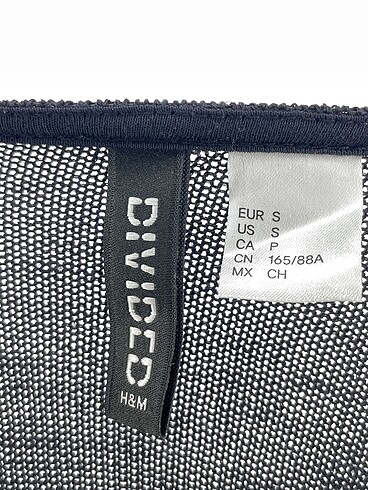 DIVIDED
H&M
EUR S
US S
CA P
CN 165/88A
MX CH